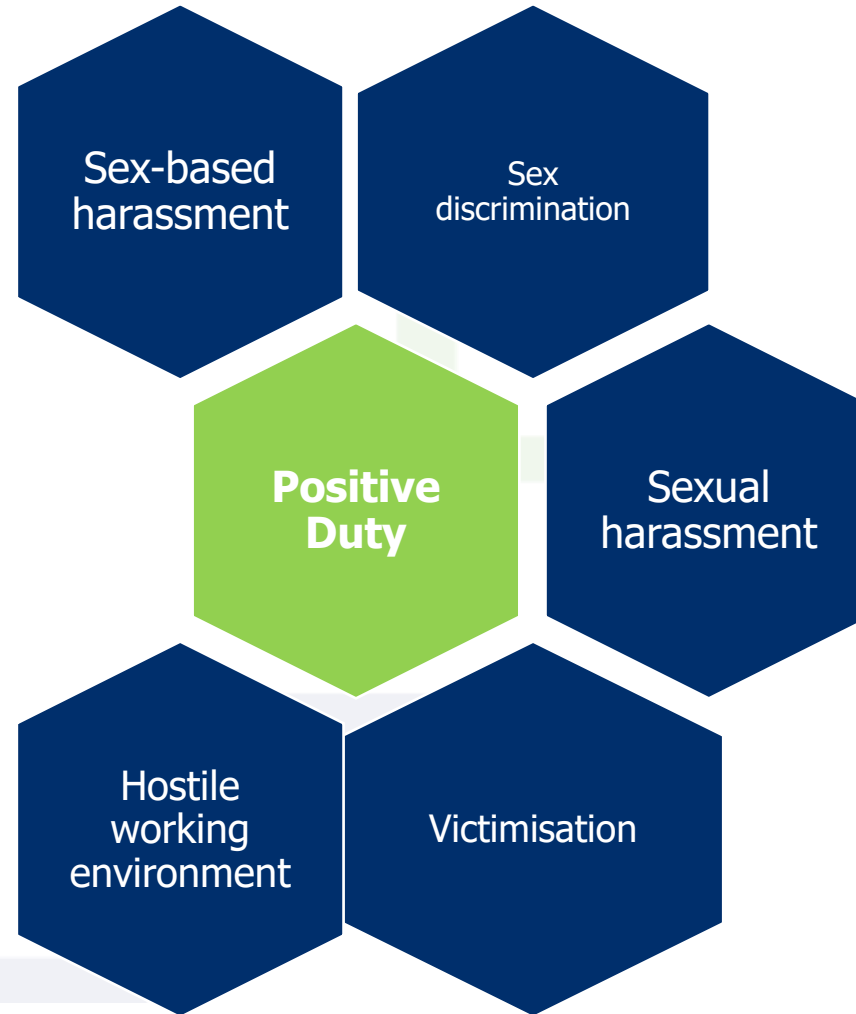 Sex-based
harassment
Sex
discrimination
Positive
Duty
Sexual
harassment
Hostile
working
environment
Victimisation